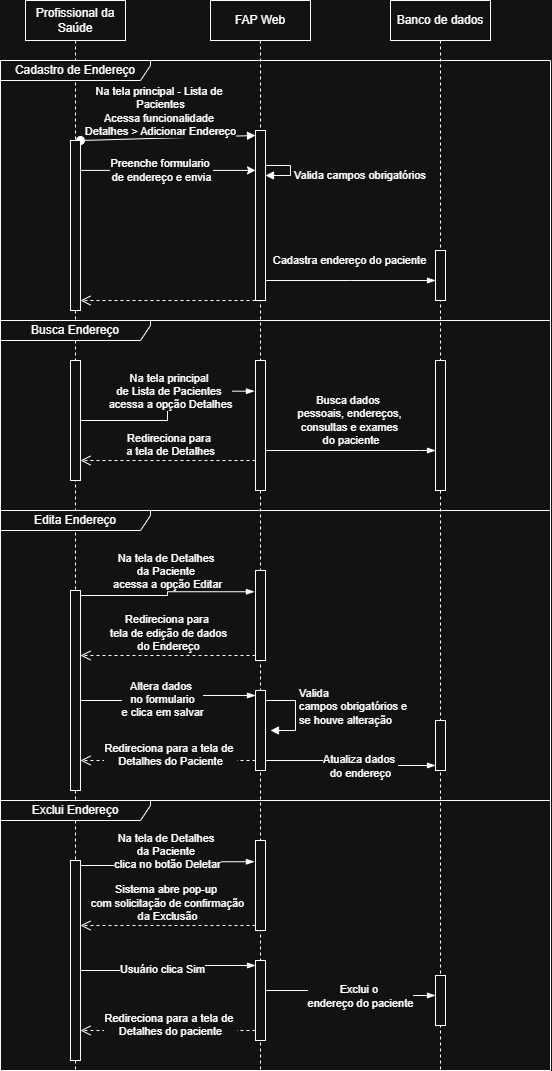 Profissional da
Saúde
FAP Web
Banco de dados
Cadastro de Endereço
Na tela principal - Lista de
Pacientes
Acessa funcionalidade
Detalhes > Adicionar Endereço
Preenche formulario
de endereço e envia
Valida campos obrigatórios
Cadastra endereço do paciente
Busca Endereço
Na tela principal
de Lista de Pacientes
acessa a opção Detalhes
Busca dados
pessoais, endereços,
consultas e exames
do paciente
Redireciona para
a tela de Detalhes
Edita Endereço
Na tela de Detalhes
da Paciente
acessa a opção Editar
Redireciona para
tela de edição de dados
do Endereço
Altera dados
no formulario
e clica em salvar
Valida
campos obrigatórios e
se houve alteração
Redireciona para a tela de
Detalhes do Paciente
Atualiza dados
do endereço
Exclui Endereço
Na tela de Detalhes
da Paciente
clica no botão Deletar
Sistema abre pop-up
com solicitação de confirmação
da Exclusão
Usuário clica Sim
Exclui o
endereço do paciente
Redireciona para a tela de
Detalhes do paciente